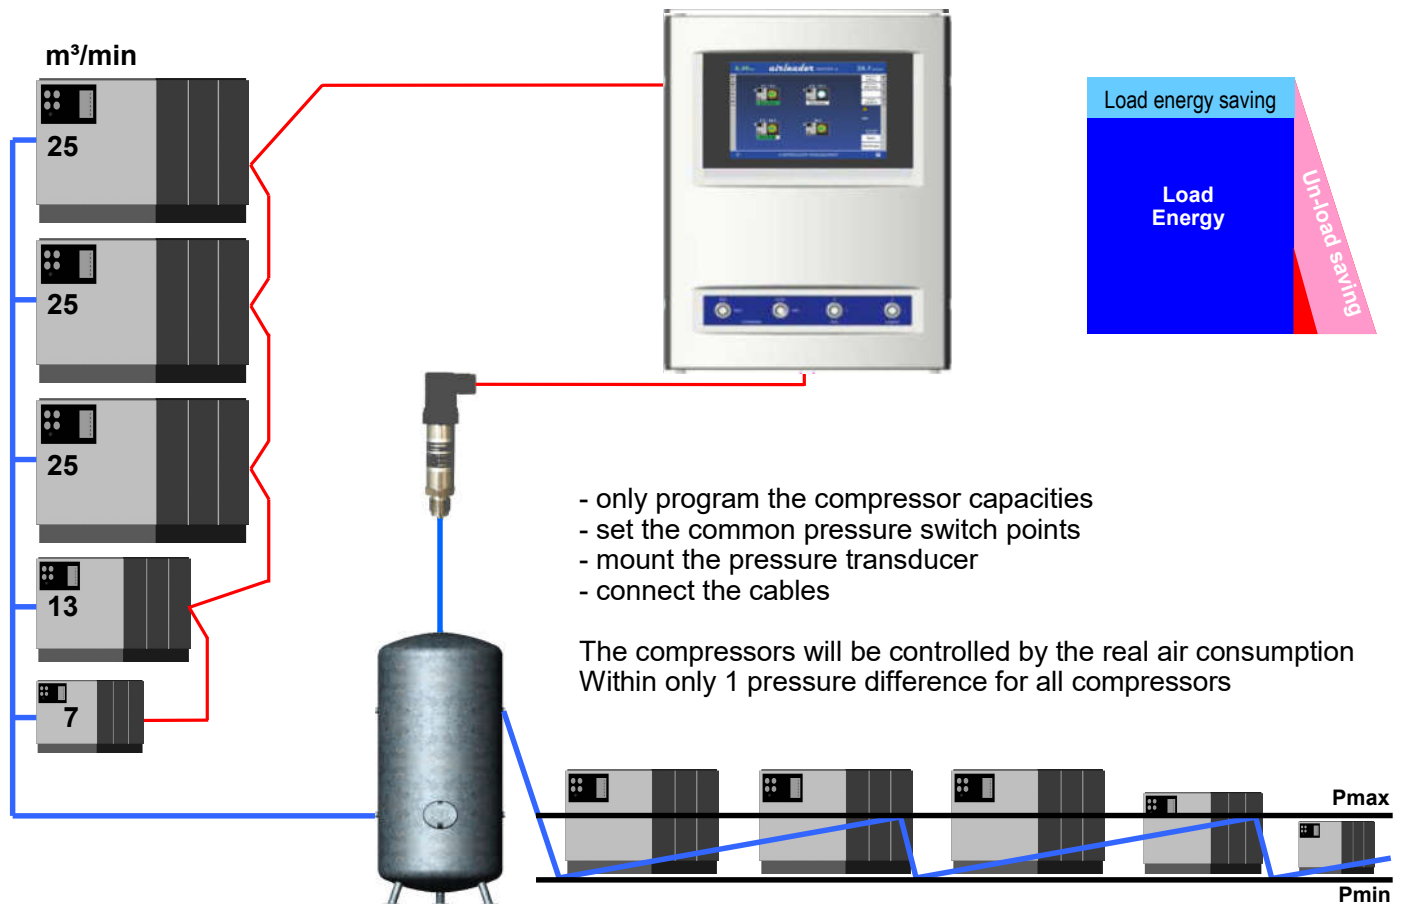 m³/min
25
25
25
13
7
airleader
Load energy saving
Load
Energy
Un-load saving
- only program the compressor capacities
- set the common pressure switch points
- mount the pressure transducer
- connect the cables
The compressors will be controlled by the real air consumption
Within only 1 pressure difference for all compressors
Pmax
Pmin